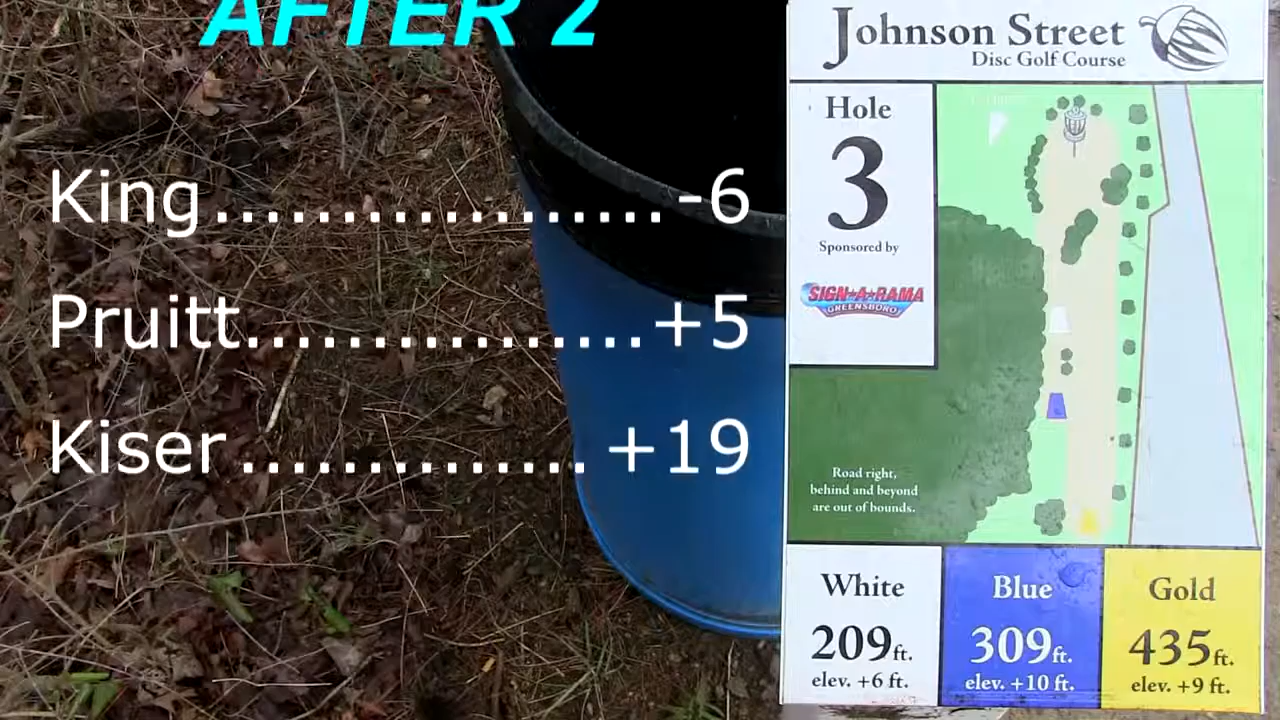 AFTER 2
King.................-6
Pruitt................+5
Kiser..............+19
Johnson Street
Disc Golf Course
Hole
3
Sponsored by
SIGN★A★RAMA
GREENSBORO
Road right,
behind and beyond
are out of bounds.
White
209ft.
elev. +6 ft.
Blue
309ft.
elev. +10 ft.
Gold
435ft.
elev. +9 ft.